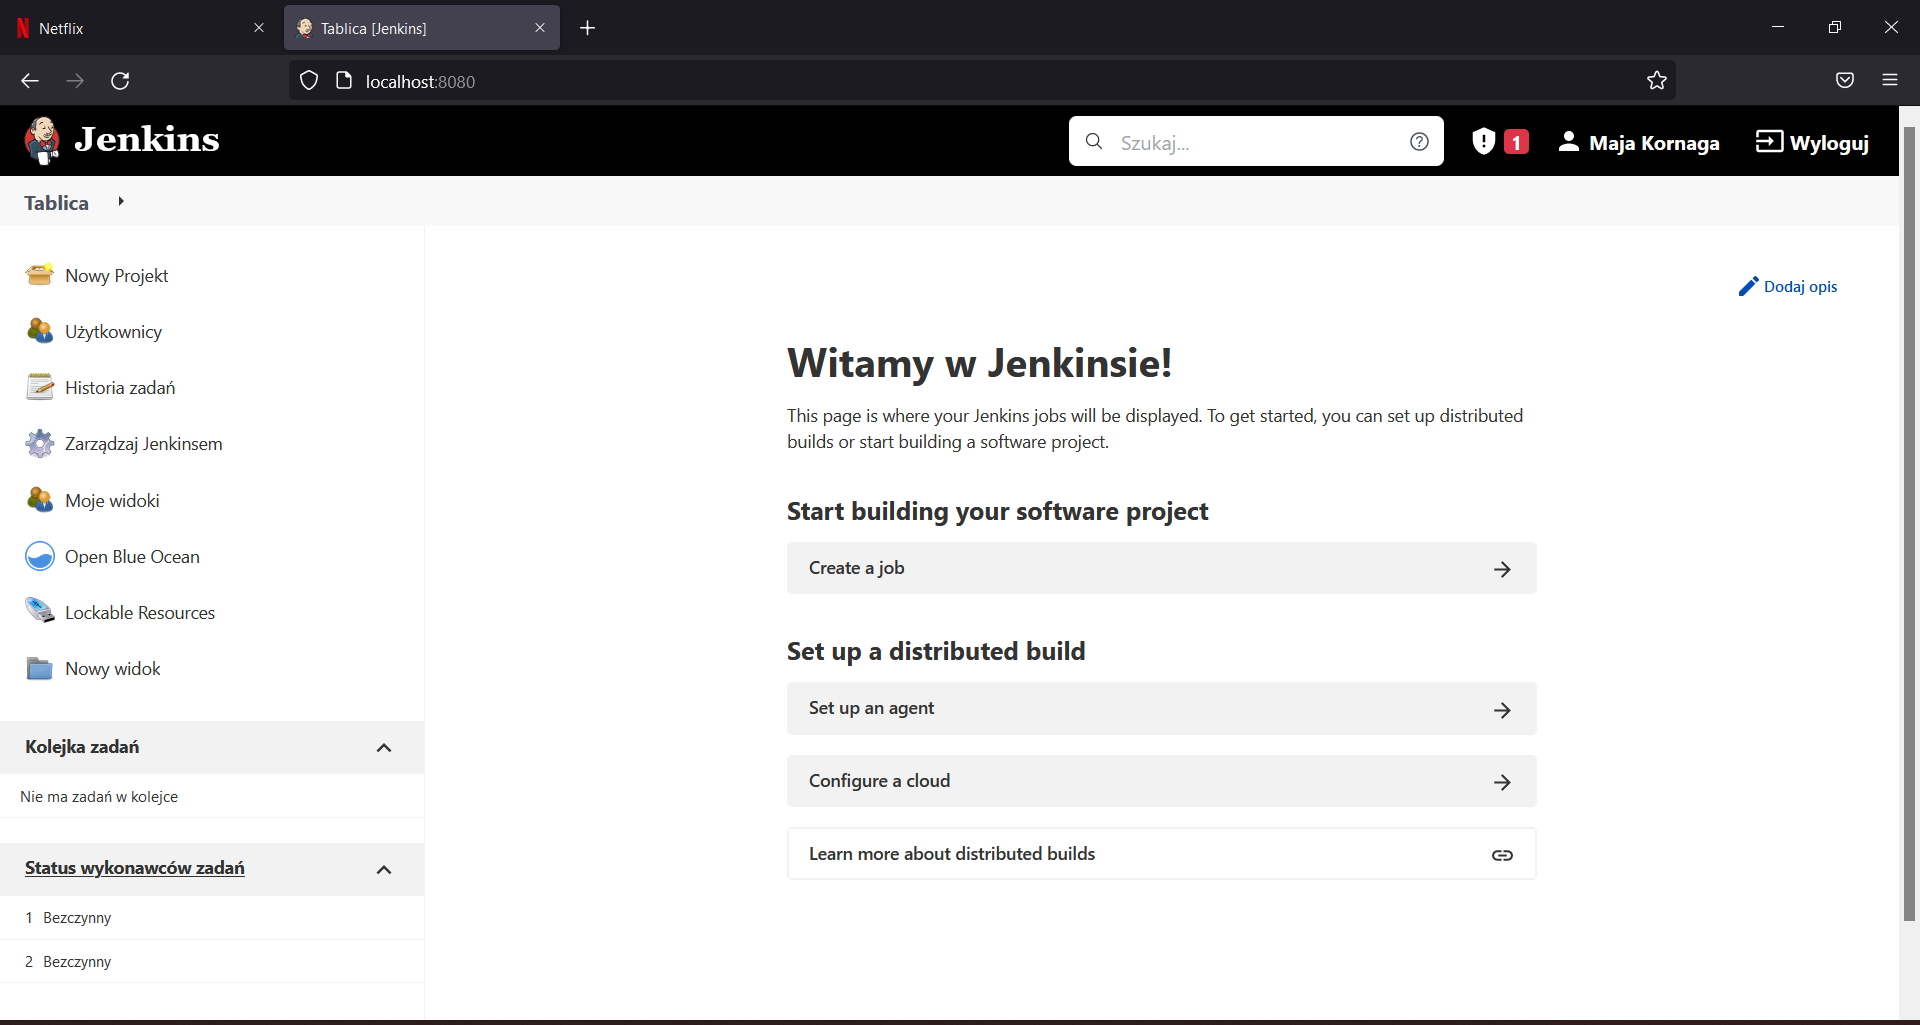 Netflix
Tablica [Jenkins]
localhost:8080
Jenkins
Szukaj...
1
Maja Kornaga
Wyloguj
Tablica
Nowy Projekt
Użytkownicy
Historia zadań
Zarządzaj Jenkinsem
Moje widoki
Open Blue Ocean
Lockable Resources
Nowy widok
Kolejka zadań
Nie ma zadań w kolejce
Status wykonawców zadań
1 Bezczynny
2 Bezczynny
Dodaj opis
Witamy w Jenkinsie!
This page is where your Jenkins jobs will be displayed. To get started, you can set up distributed
builds or start building a software project.
Start building your software project
Create a job
Set up a distributed build
Set up an agent
Configure a cloud
Learn more about distributed builds